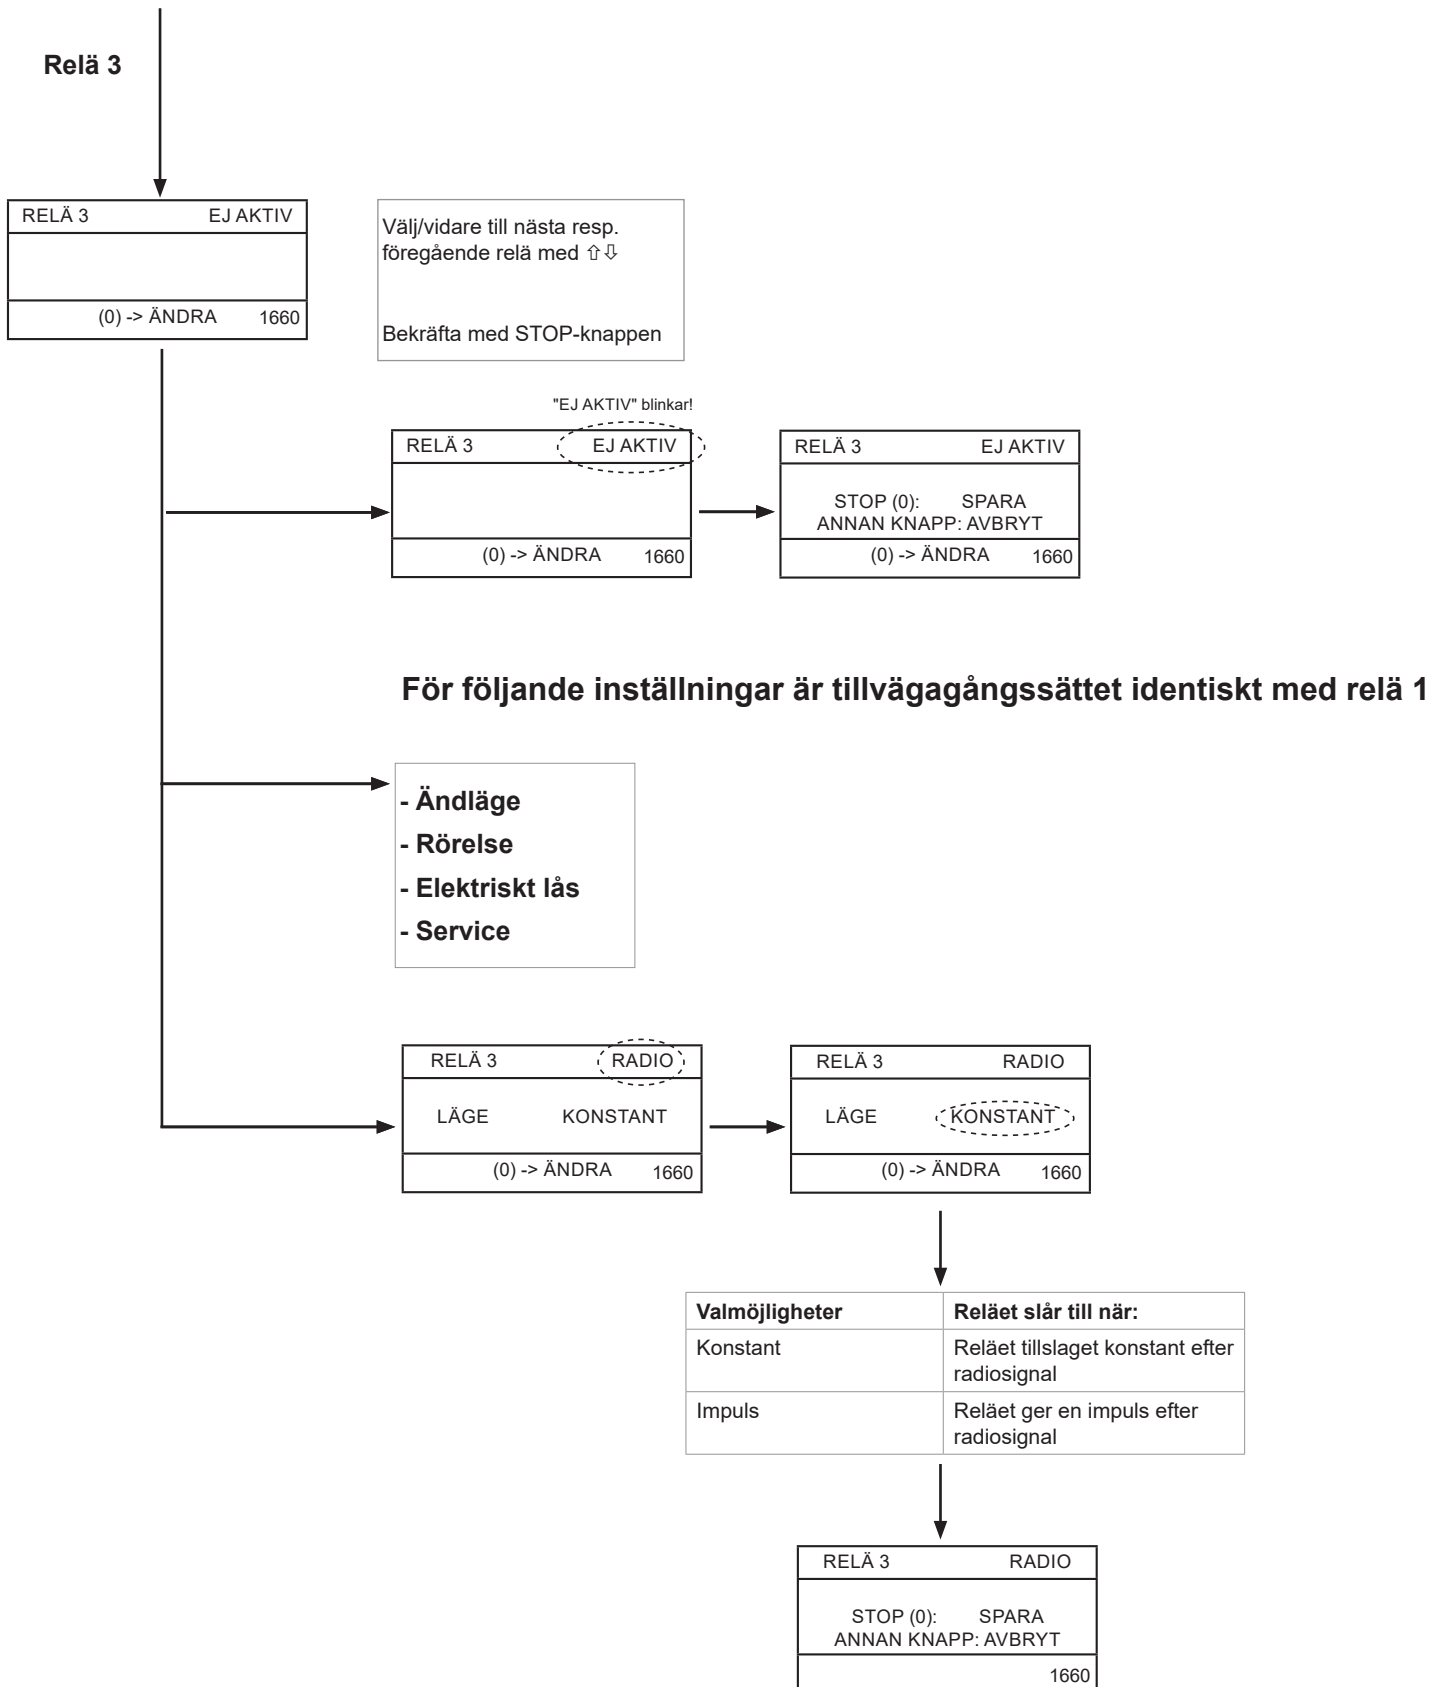 Relä 3
RELÄ 3 EJ AKTIV
(0) -> ÄNDRA 1660
Välj/vidare till nästa resp.
föregående relä med ⇧⇩
Bekräfta med STOP-knappen
"EJ AKTIV" blinkar!
RELÄ 3 EJ AKTIV
(0) -> ÄNDRA 1660
RELÄ 3 EJ AKTIV
STOP (0): SPARA
ANNAN KNAPP: AVBRYT
(0) -> ÄNDRA 1660
För följande inställningar är tillvägagångssättet identiskt med relä 1
- Ändläge
- Rörelse
- Elektriskt lås
- Service
RELÄ 3 RADIO
LÄGE KONSTANT
(0) -> ÄNDRA 1660
RELÄ 3 RADIO
LÄGE KONSTANT
(0) -> ÄNDRA 1660
Valmöjligheter Reläet slår till när:
Konstant Reläet tillslaget konstant efter
radiosignal
Impuls Reläet ger en impuls efter
radiosignal
RELÄ 3 RADIO
STOP (0): SPARA
ANNAN KNAPP: AVBRYT
1660